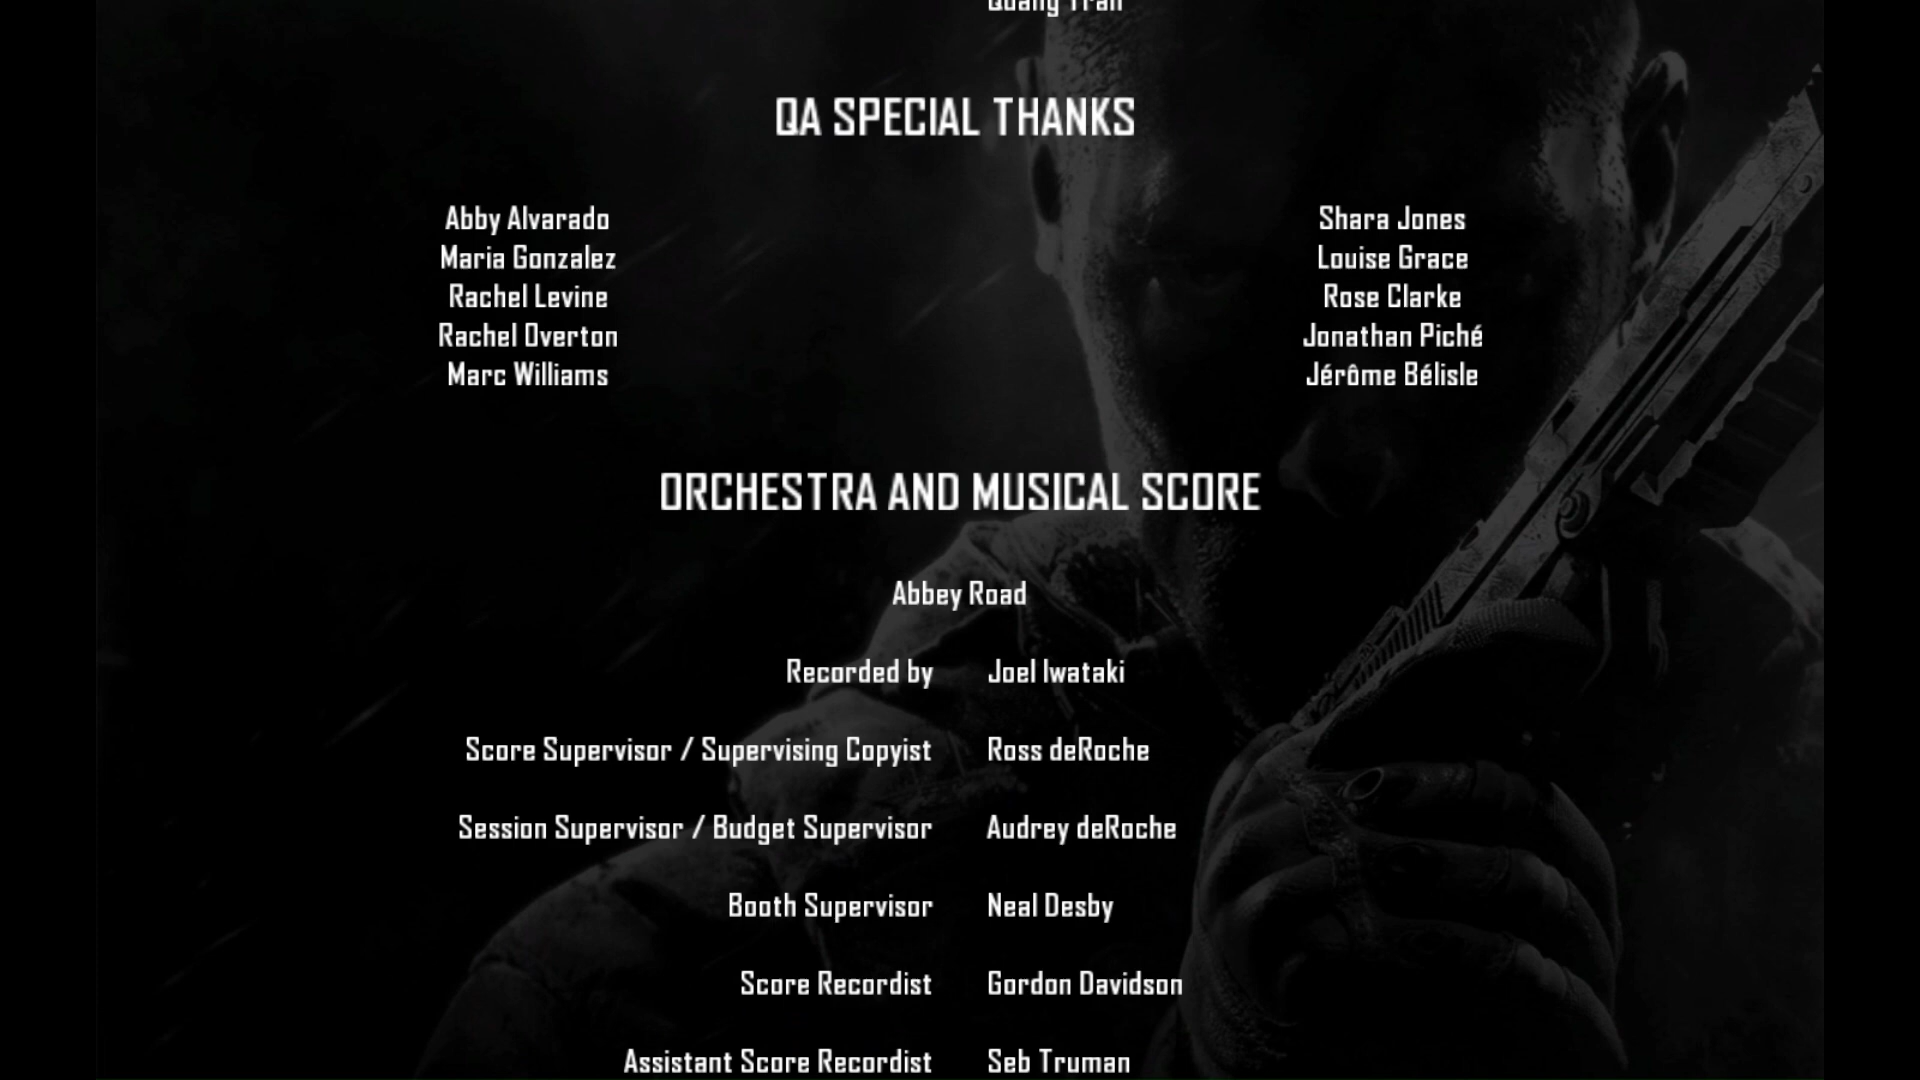 Quang Tran
QA SPECIAL THANKS
Abby Alvarado
Maria Gonzalez
Rachel Levine
Rachel Overton
Marc Williams
Shara Jones
Louise Grace
Rose Clarke
Jonathan Piché
Jérôme Bélisle
ORCHESTRA AND MUSICAL SCORE
Abbey Road
Recorded by Joel Iwataki
Score Supervisor / Supervising Copyist Ross deRoche
Session Supervisor / Budget Supervisor Audrey deRoche
Booth Supervisor Neal Desby
Score Recordist Gordon Davidson
Assistant Score Recordist Seb Truman